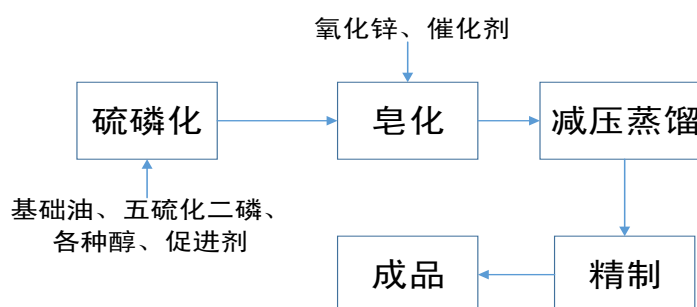 氧化锌、催化剂
硫磷化
皂化
减压蒸馏
基础油、五硫化二磷、
各种醇、促进剂
成品
精制